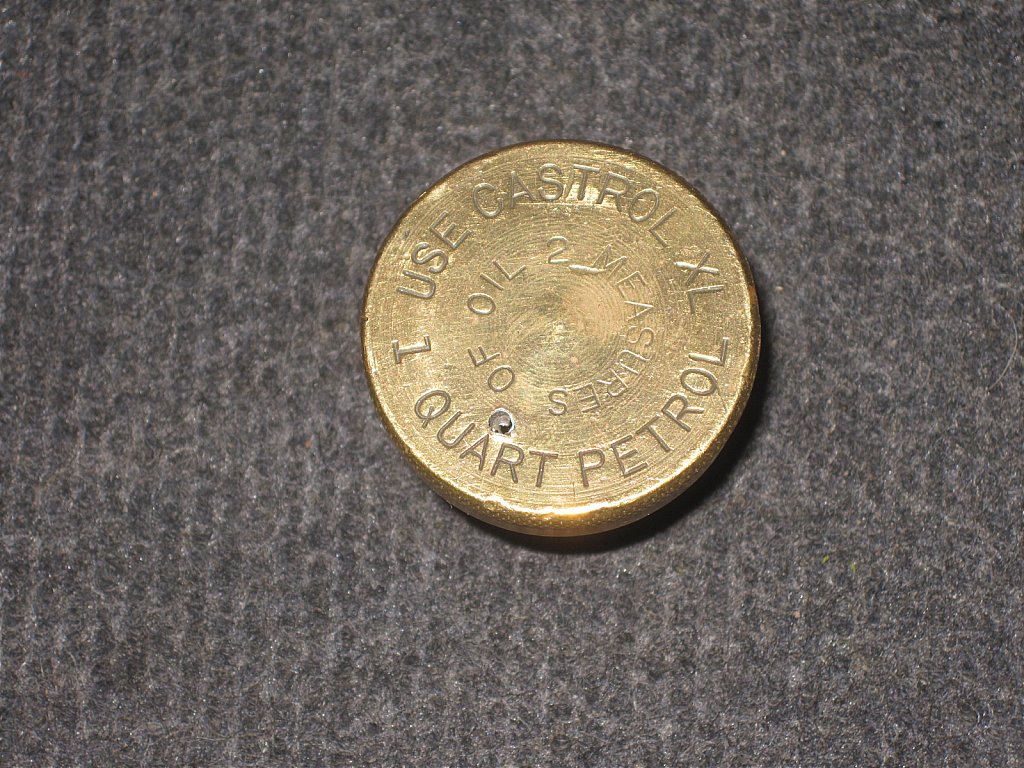 USE CASTROL XL
2 MEASURES OF OIL
1 QUART PETROL